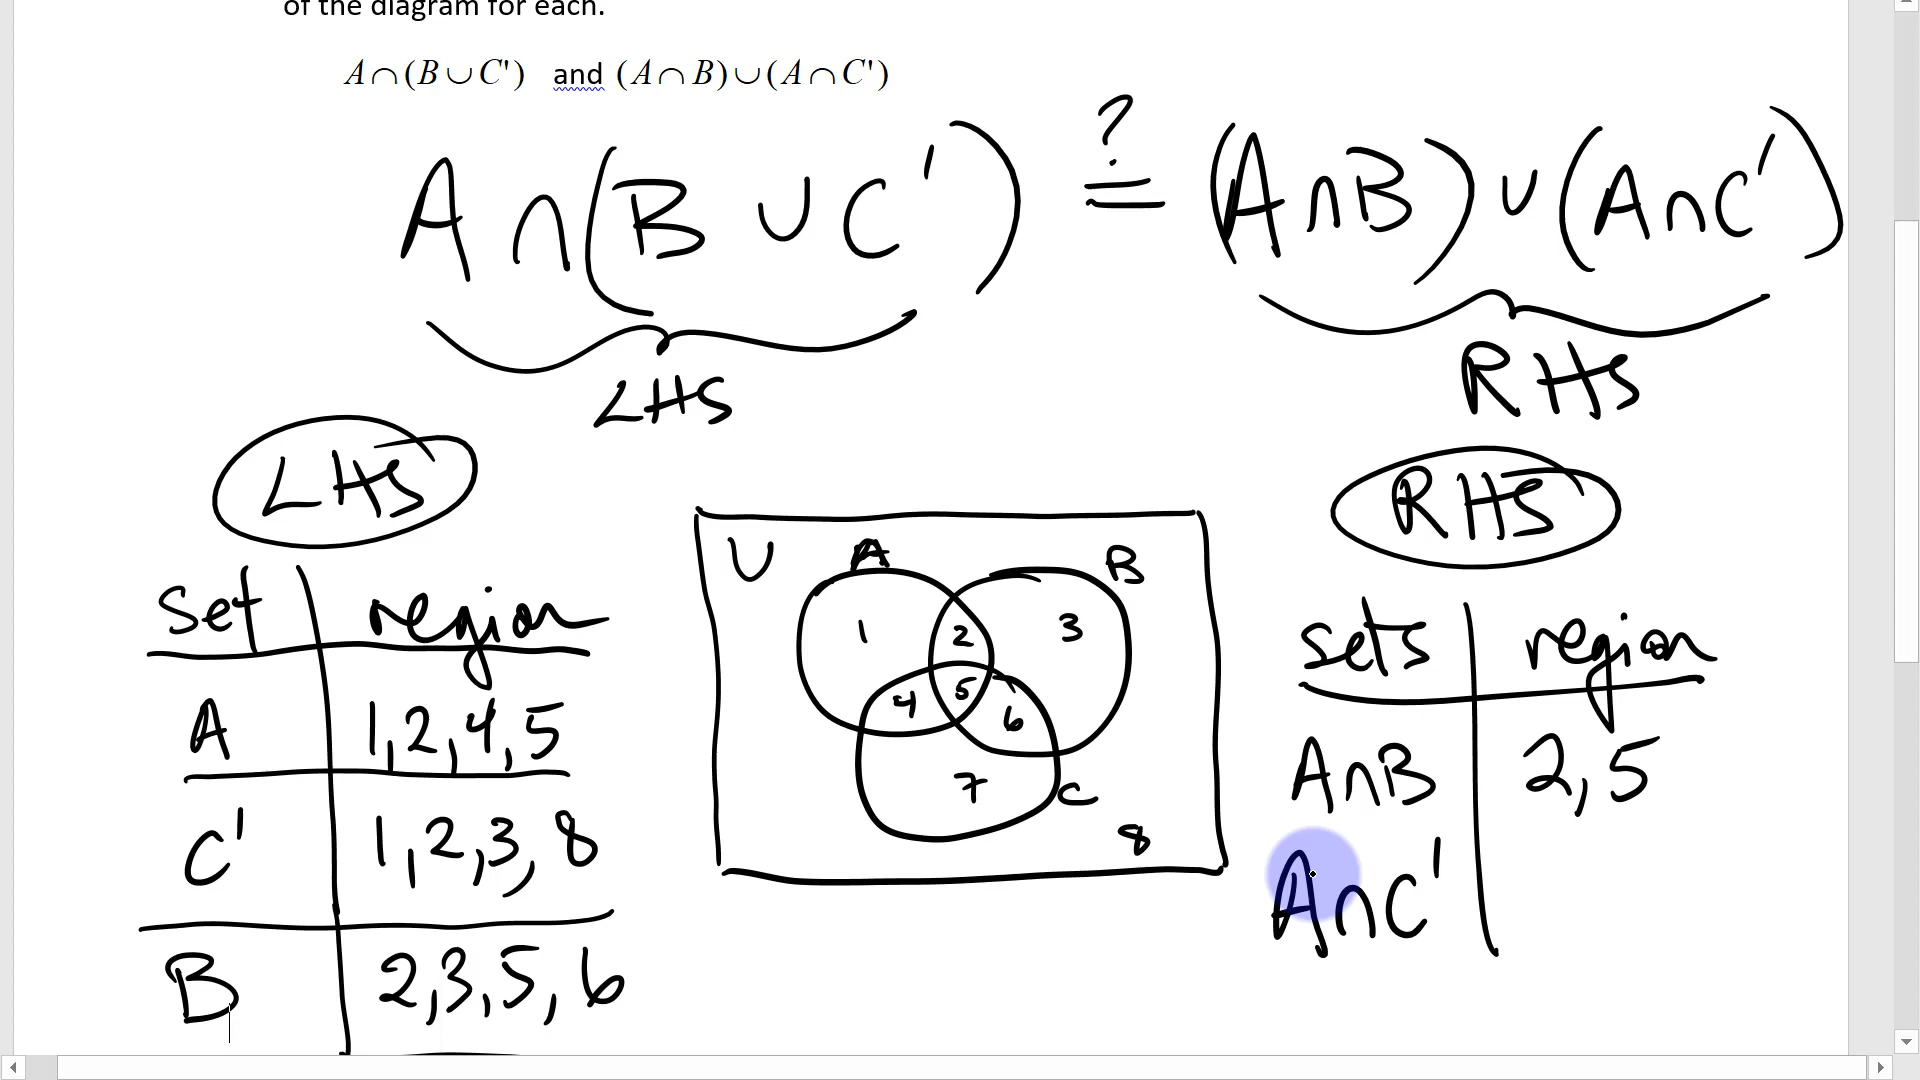 of the diagram for each.
A∩(B∪C') and (A∩B)∪(A∩C')
A∩(B∪C') ?= (A∩B)∪(A∩C')
LHS RHS
LHS RHS
Set region
A 1,2,4,5
C' 1,2,3,8
B 2,3,5,6
U A B
1 2 3
4 5 6
7 C
8
sets region
A∩B 2,5
A∩C'